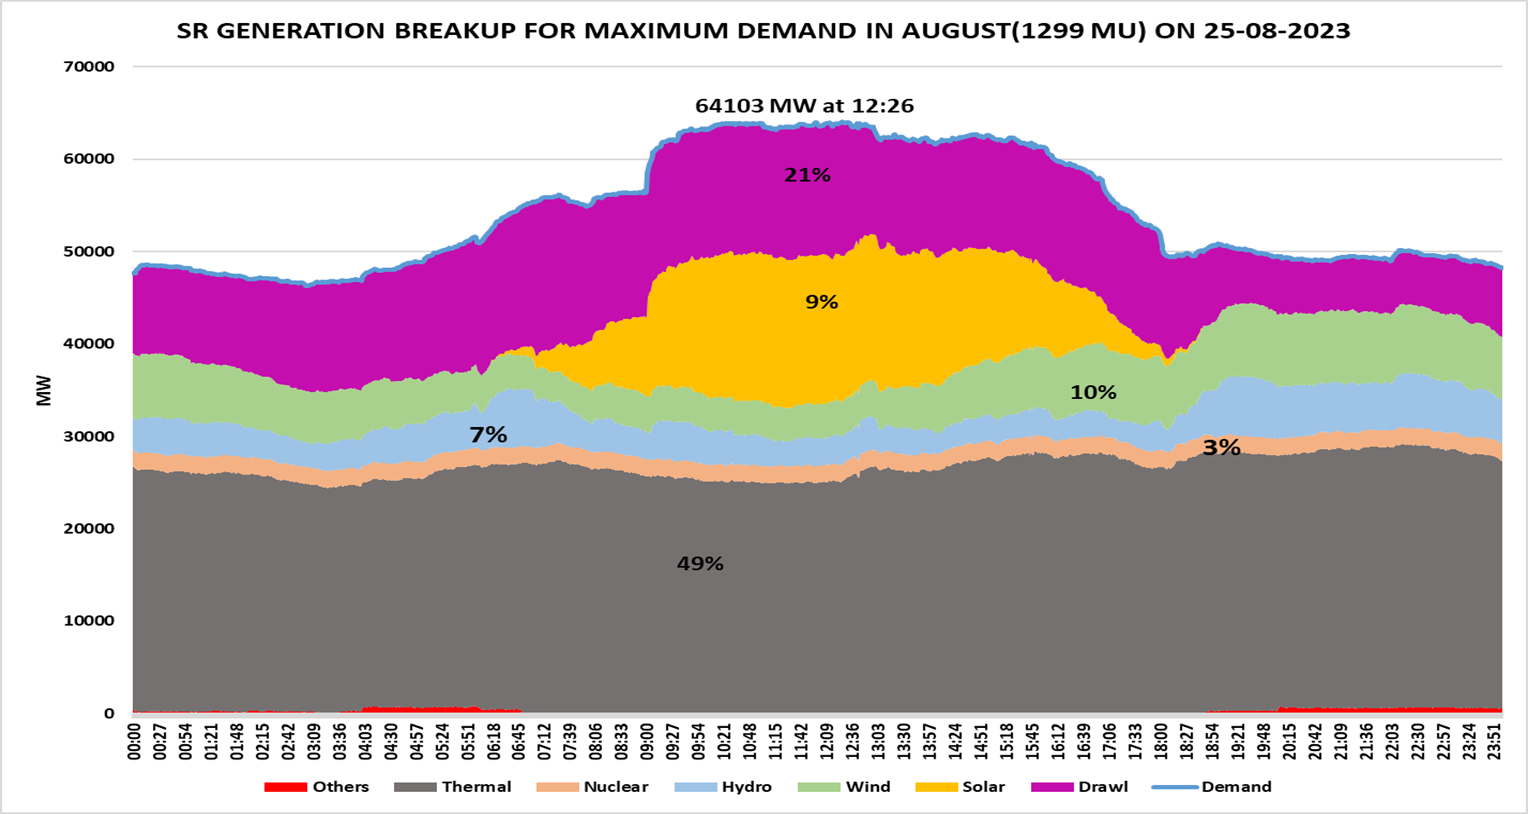 SR GENERATION BREAKUP FOR MAXIMUM DEMAND IN AUGUST(1299 MU) ON 25-08-2023
70000
64103 MW at 12:26
60000
21%
50000
9%
40000
MW
10%
30000
7%
3%
20000
49%
10000
0
00:00 00:27 00:54 01:21 01:48 02:15 02:42 03:09 03:36 04:03 04:30 04:57 05:24 05:51 06:18 06:45 07:12 07:39 08:06 08:33 09:00 09:27 09:54 10:21 10:48 11:15 11:42 12:09 12:36 13:03 13:30 13:57 14:24 14:51 15:18 15:45 16:12 16:39 17:06 17:33 18:00 18:27 18:54 19:21 19:48 20:15 20:42 21:09 21:36 22:03 22:30 22:57 23:24 23:51
Others Thermal Nuclear Hydro Wind Solar Drawl Demand